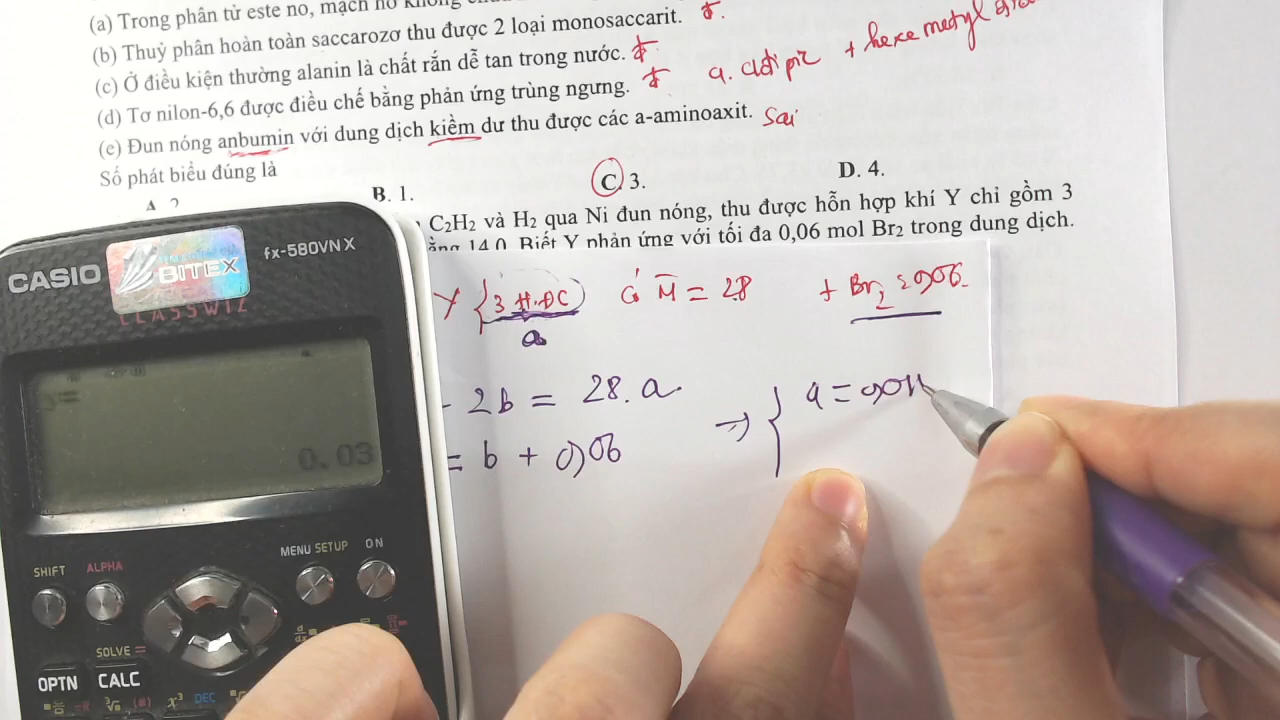 (a) Trong phân tử este no, mạch hở không
(b) Thuỷ phân hoàn toàn saccarozơ thu được 2 loại monosaccarit. đ.
(c) Ở điều kiện thường alanin là chất rắn dễ tan trong nước. đ
(d) Tơ nilon-6,6 được điều chế bằng phản ứng trùng ngưng. đ a. ađipic + hexametyl
(e) Đun nóng anbumin với dung dịch kiềm dư thu được các a-aminoaxit. Sai
Số phát biểu đúng là
B. 1. C. 3. D. 4.
C2H2 và H2 qua Ni đun nóng, thu được hỗn hợp khí Y chỉ gồm 3
bằng 14,0. Biết Y phản ứng với tối đa 0,06 mol Br2 trong dung dịch.
Y { 3 H.ĐC có M̅ = 28 + Br2 = 0,06
a
- 2b = 28.a
= b + 0,06
=> { a =
CASIO
BITEX
fx-580VN X
CLASSWIZ
0.03
SHIFT ALPHA MENU SETUP ON
SOLVE =
OPTN CALC